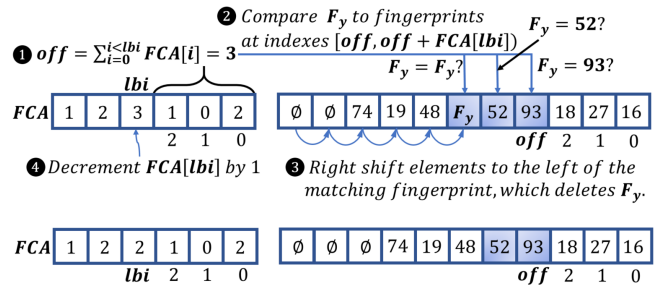 ❷ Compare F_y to fingerprints
at indexes [off, off + FCA[lbi])
F_y = 52?
❶ off = ∑_{i=0}^{i<lbi} FCA[i] = 3
F_y = F_y?
F_y = 93?
lbi
FCA 1 2 3 1 0 2
∅ ∅ 74 19 48 F_y 52 93 18 27 16
2 1 0
off 2 1 0
❹ Decrement FCA[lbi] by 1
❸ Right shift elements to the left of the
matching fingerprint, which deletes F_y.
FCA 1 2 2 1 0 2
∅ ∅ ∅ 74 19 48 52 93 18 27 16
lbi 2 1 0
off 2 1 0